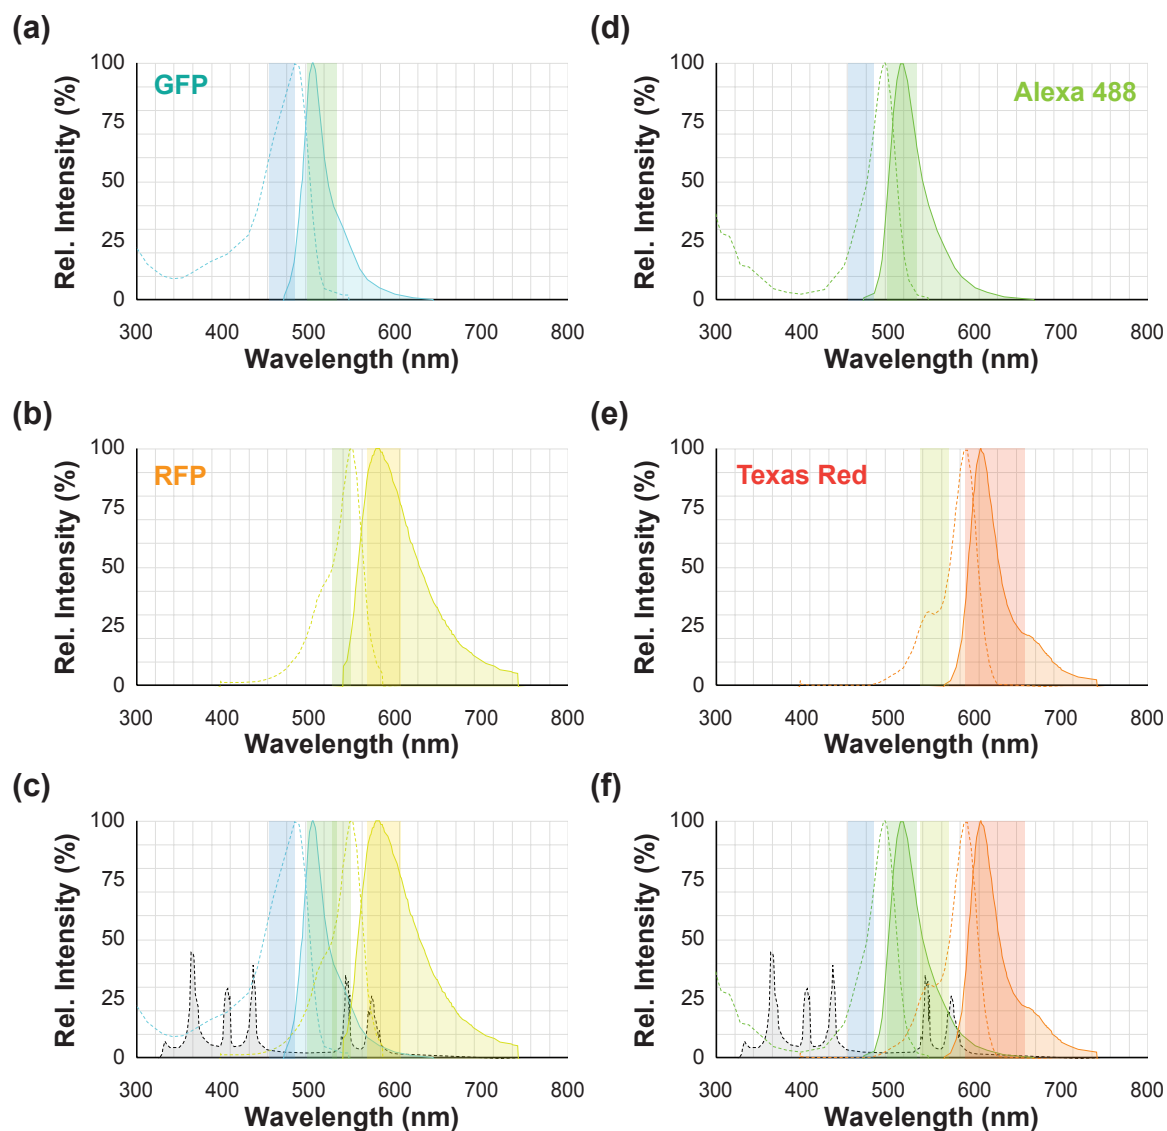 (a)
GFP
Rel. Intensity (%)
100
75
50
25
0
300 400 500 600 700 800
Wavelength (nm)
(d)
Alexa 488
Rel. Intensity (%)
100
75
50
25
0
300 400 500 600 700 800
Wavelength (nm)
(b)
RFP
Rel. Intensity (%)
100
75
50
25
0
300 400 500 600 700 800
Wavelength (nm)
(e)
Texas Red
Rel. Intensity (%)
100
75
50
25
0
300 400 500 600 700 800
Wavelength (nm)
(c)
Rel. Intensity (%)
100
75
50
25
0
300 400 500 600 700 800
Wavelength (nm)
(f)
Rel. Intensity (%)
100
75
50
25
0
300 400 500 600 700 800
Wavelength (nm)